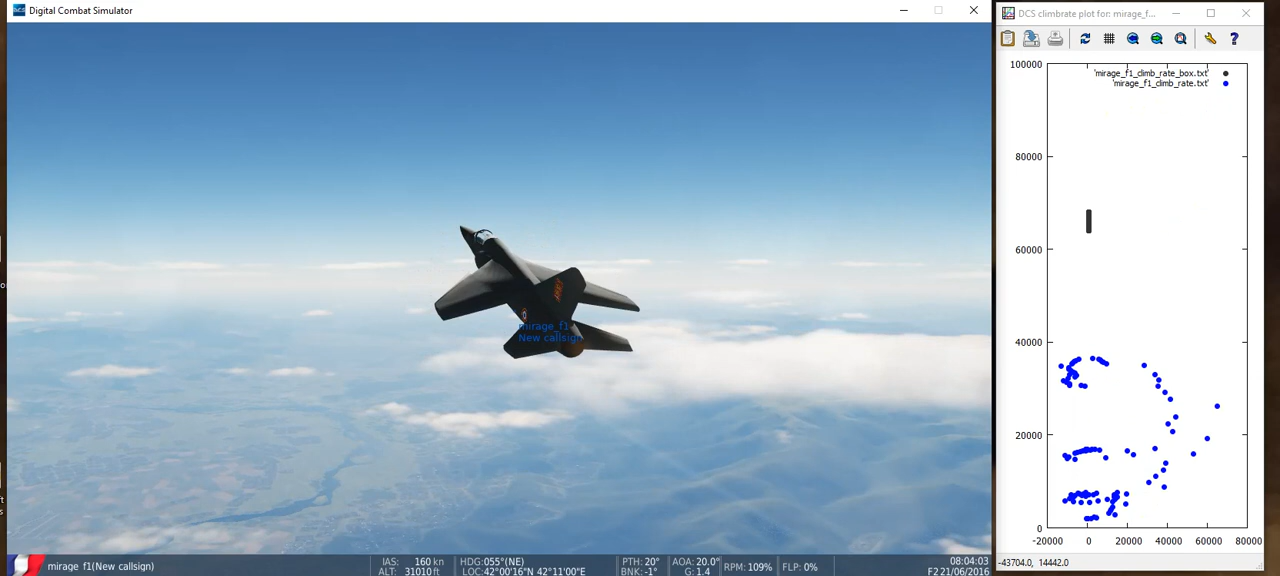 Digital Combat Simulator
DCS climbrate plot for: mirage_f...
'mirage_f1_climb_rate_box.txt'
'mirage_f1_climb_rate.txt'
100000
80000
60000
40000
20000
0
-20000 0 20000 40000 60000 80000
-43704.0, 14442.0
mirage_f1
New callsign
mirage f1(New callsign)
IAS: 160 kn
ALT: 31010 ft
HDG: 055°(NE)
LOC: 42°00'16"N 42°11'00"E
PTH: 20°
BNK: -1°
AOA: 20.0°
G: 1.4
RPM: 109%
FLP: 0%
08:04:03
F2 21/06/2016